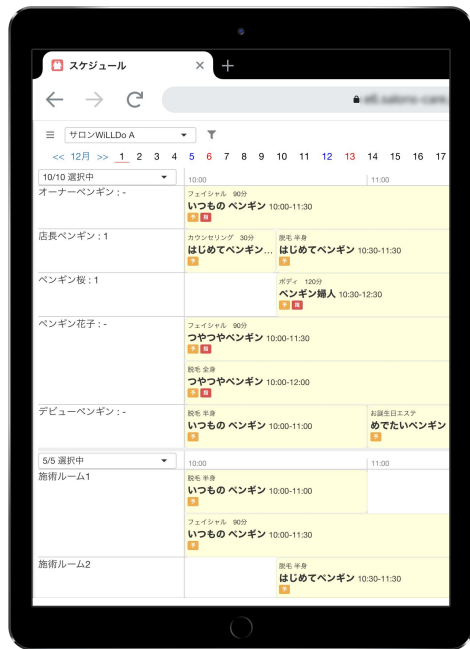 スケジュール
サロンWiLLDo A
<< 12月 >> 1 2 3 4 5 6 7 8 9 10 11 12 13 14 15 16 17
10/10 選択中
10:00 11:00
オーナーペンギン : -
フェイシャル 90分
いつもの ペンギン 10:00-11:30
予 指
店長ペンギン : 1
カウンセリング 30分
はじめてペンギン...
予
脱毛 半身
はじめてペンギン 10:30-11:30
予
ペンギン桜 : 1
ボディ 120分
ペンギン婦人 10:30-12:30
予 指
ペンギン花子 : -
フェイシャル 90分
つやつやペンギン 10:00-11:30
予 指
脱毛 全身
つやつやペンギン 10:00-12:00
予 指
デビューペンギン : -
脱毛 半身
いつもの ペンギン 10:00-11:00
予
お誕生日エステ
めでたいペンギン
予
5/5 選択中
10:00 11:00
施術ルーム1
脱毛 半身
いつもの ペンギン 10:00-11:00
予
フェイシャル 90分
いつもの ペンギン 10:00-11:30
予
施術ルーム2
脱毛 半身
はじめてペンギン 10:30-11:30
予